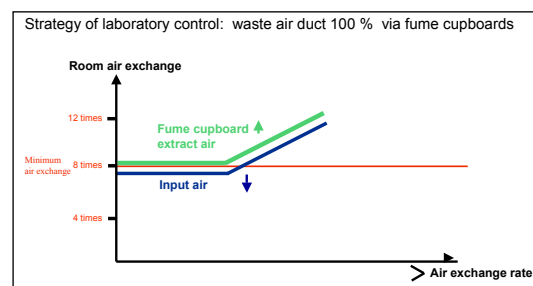 Strategy of laboratory control: waste air duct 100 % via fume cupboards
Room air exchange
12 times
Fume cupboard
extract air
Minimum
air exchange
8 times
Input air
4 times
> Air exchange rate